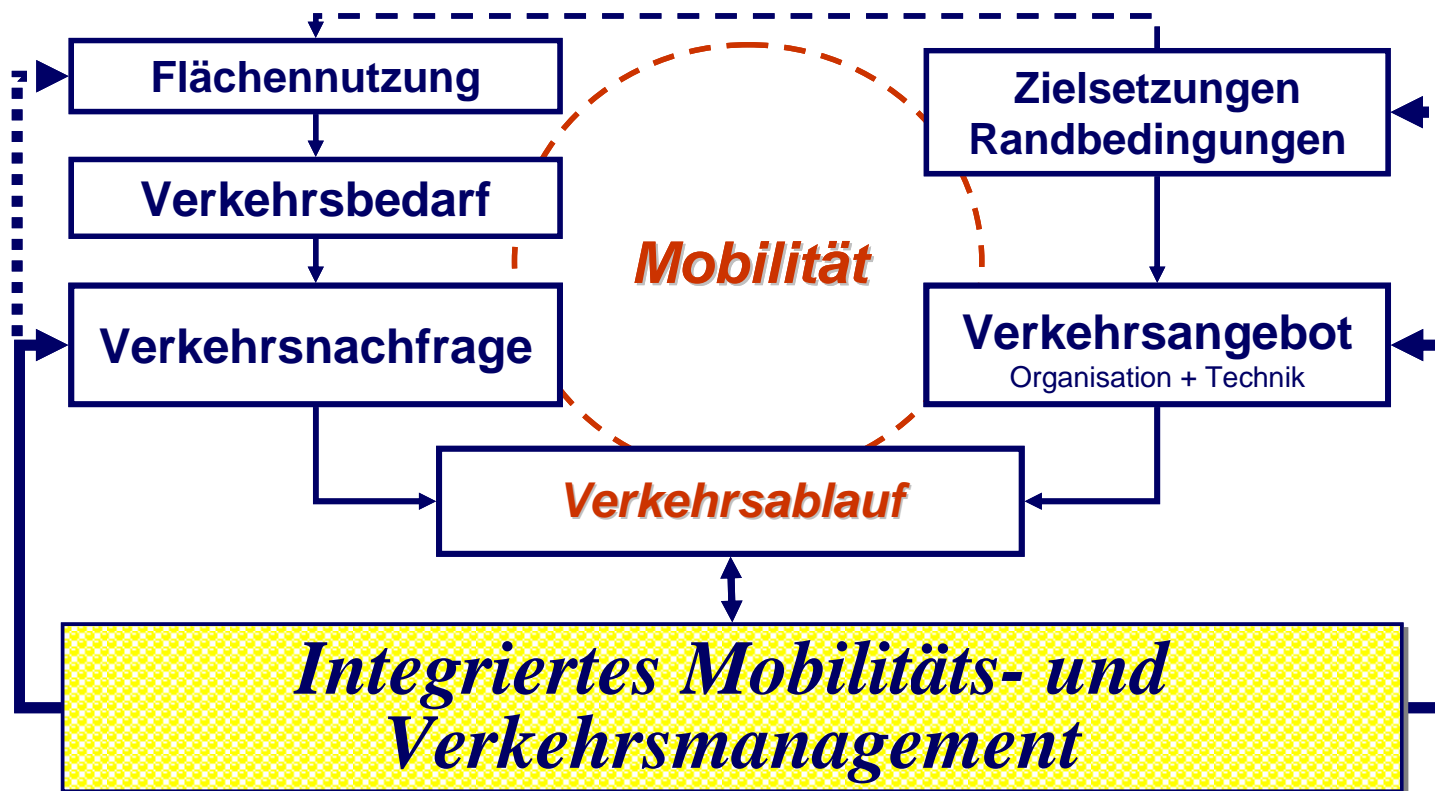 Flächennutzung
Zielsetzungen
Randbedingungen
Verkehrsbedarf
Mobilität
Verkehrsnachfrage
Verkehrsangebot
Organisation + Technik
Verkehrsablauf
Integriertes Mobilitäts- und
Verkehrsmanagement